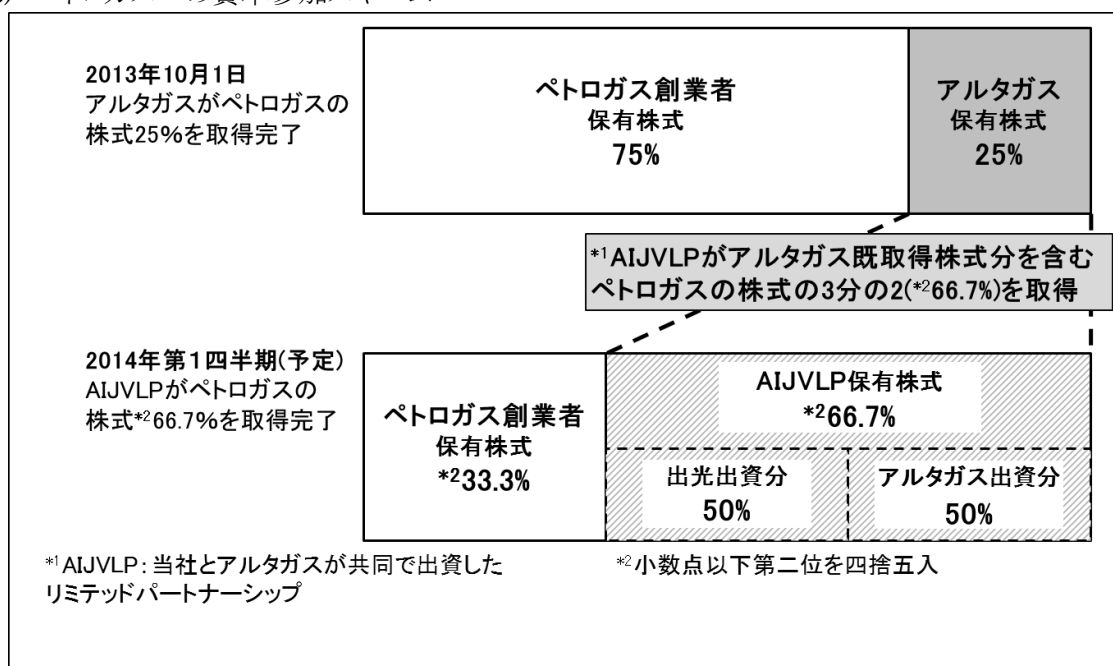 2013年10月1日
アルタガスがペトロガスの
株式25%を取得完了
ペトロガス創業者
保有株式
75%
アルタガス
保有株式
25%
*1AIJVLPがアルタガス既取得株式分を含む
ペトロガスの株式の3分の2(*266.7%)を取得
2014年第1四半期(予定)
AIJVLPがペトロガスの
株式*266.7%を取得完了
ペトロガス創業者
保有株式
*233.3%
AIJVLP保有株式
*266.7%
出光出資分
50%
アルタガス出資分
50%
*1AIJVLP:当社とアルタガスが共同で出資した
リミテッドパートナーシップ
*2小数点以下第二位を四捨五入